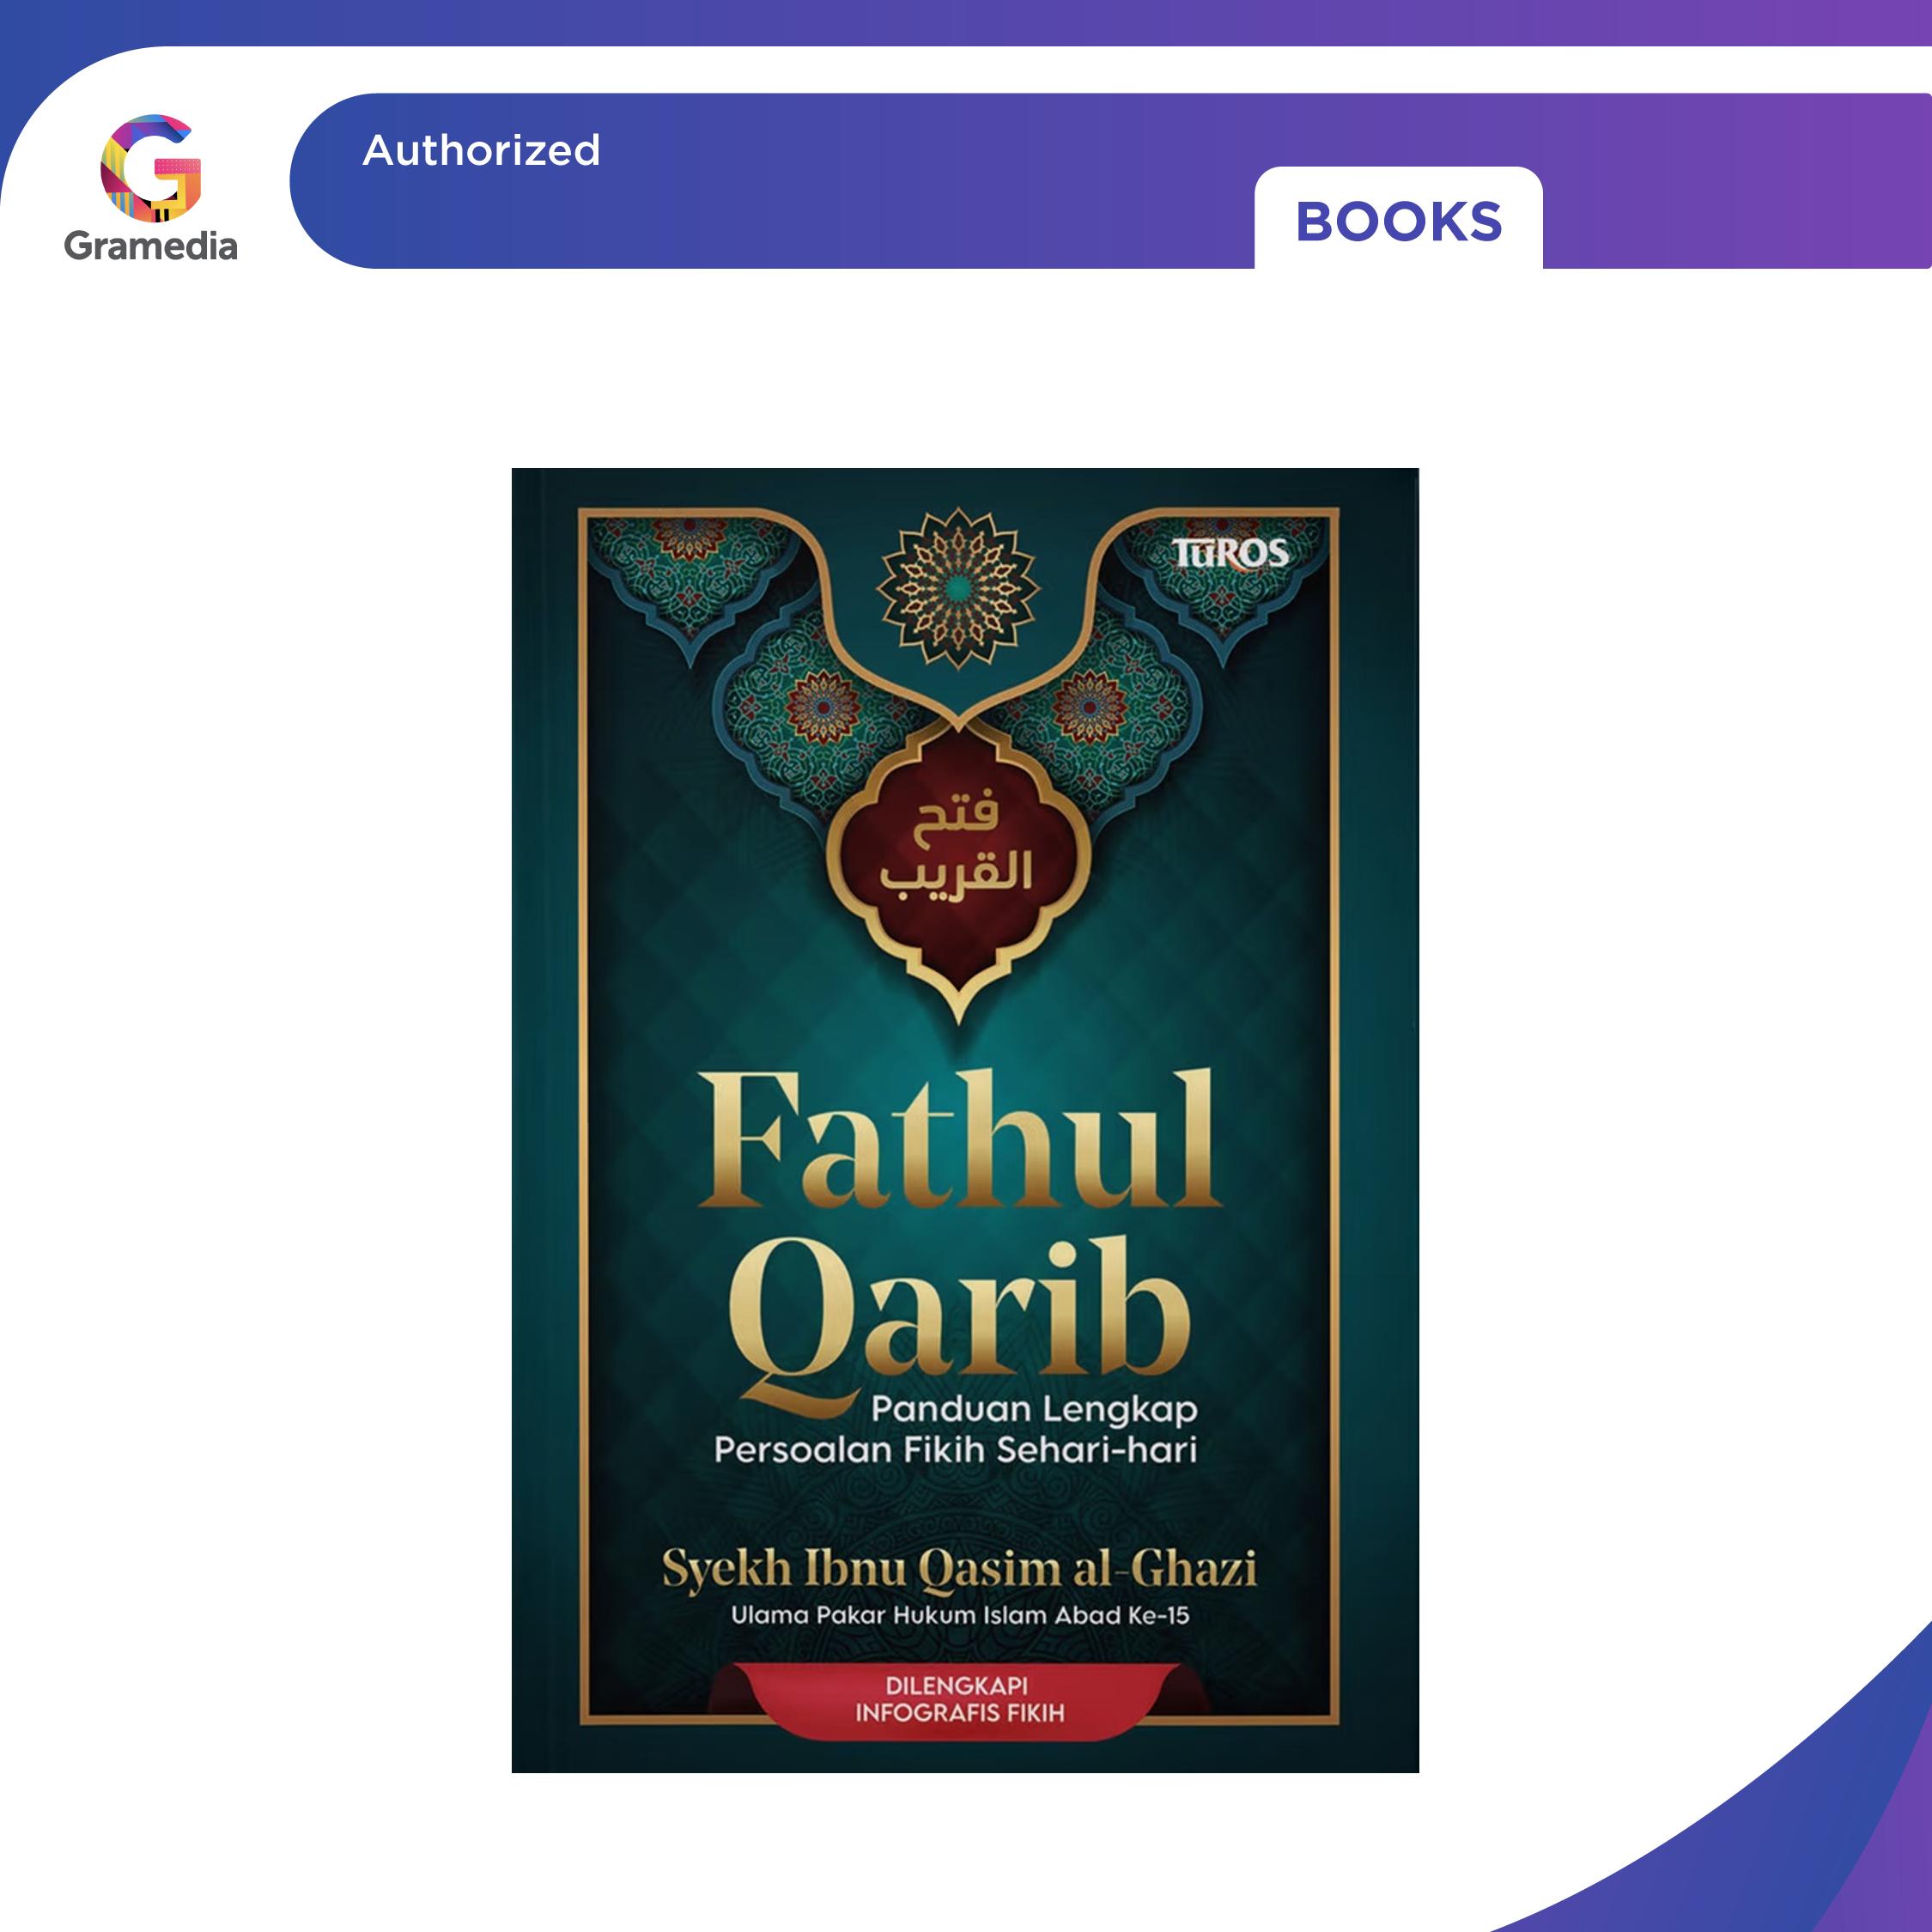 Authorized
BOOKS
Gramedia
TUROS
فتح
القريب
Fathul
Qarib
Panduan Lengkap
Persoalan Fikih Sehari-hari
Syekh Ibnu Qasim al-Ghazi
Ulama Pakar Hukum Islam Abad Ke-15
DILENGKAPI
INFOGRAFIS FIKIH